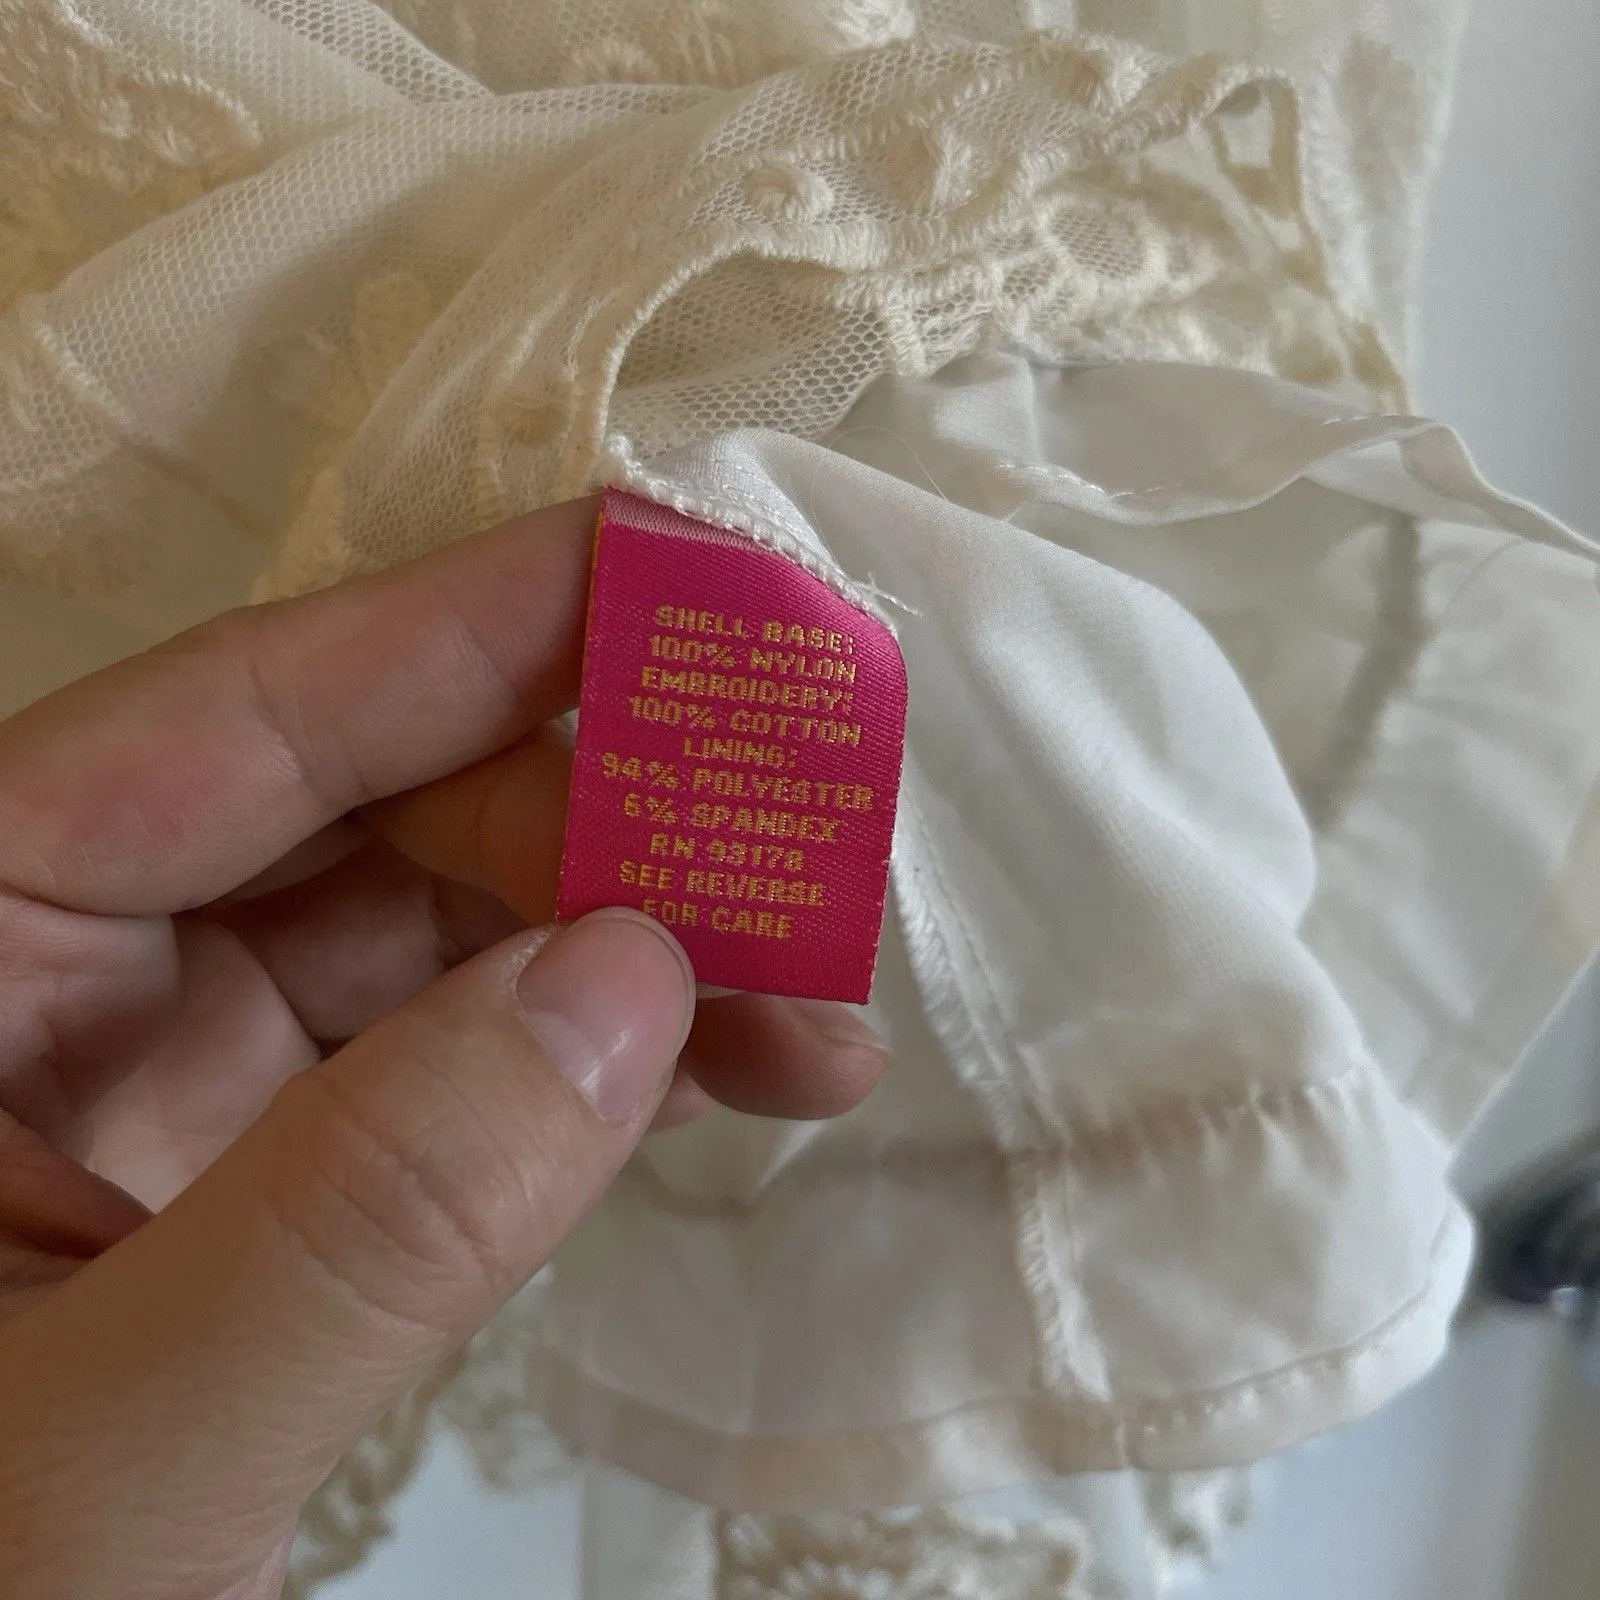 SHELL BASE:
100% NYLON
EMBROIDERY:
100% COTTON
LINING:
94% POLYESTER
6% SPANDEX
RN 93178
SEE REVERSE
FOR CARE